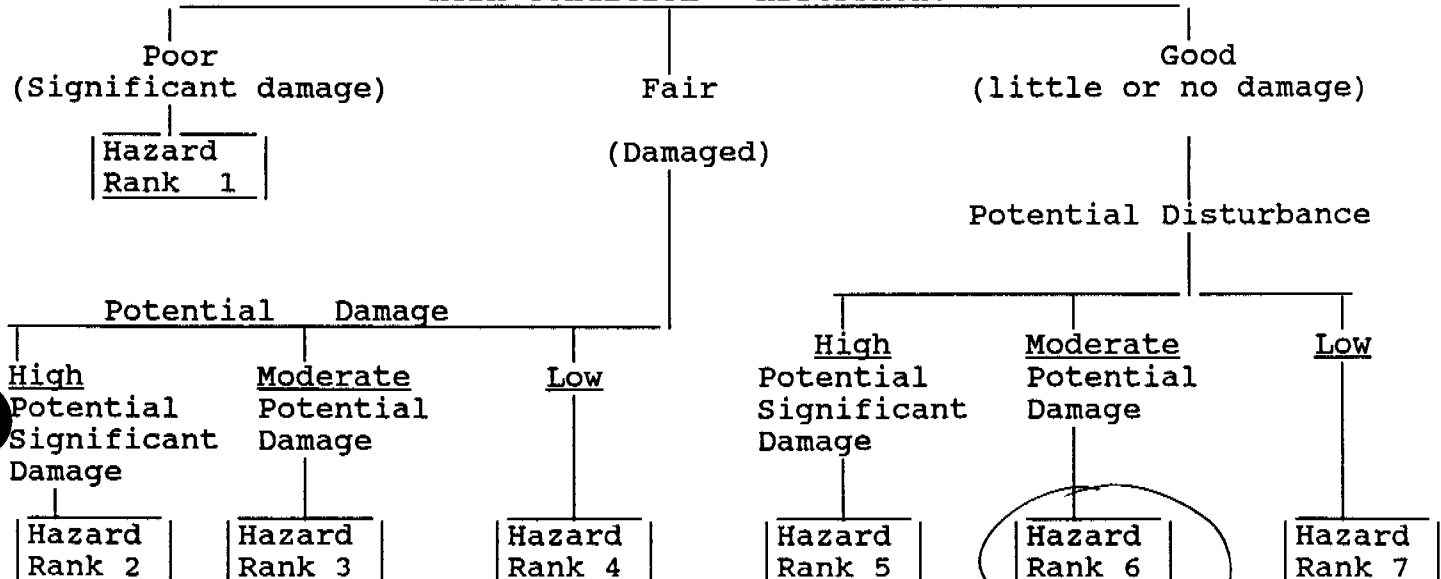 Poor
(Significant damage)
Hazard
Rank 1
Fair
(Damaged)
Good
(little or no damage)
Potential Disturbance
Potential Damage
High
Potential
Significant
Damage
Moderate
Potential
Damage
Low
High
Potential
Significant
Damage
Moderate
Potential
Damage
Low
Hazard
Rank 2
Hazard
Rank 3
Hazard
Rank 4
Hazard
Rank 5
Hazard
Rank 6
Hazard
Rank 7